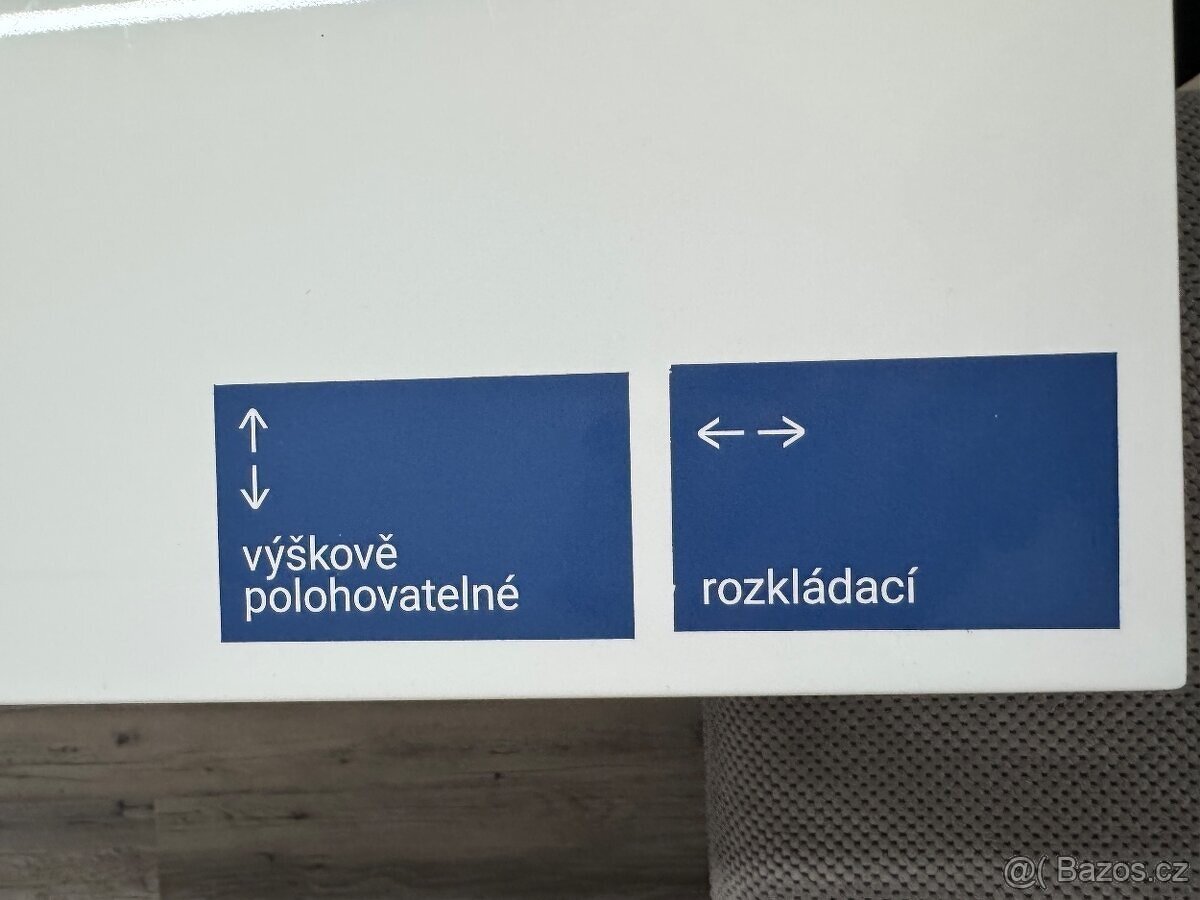 výškově
polohovatelné
rozkládací
@( Bazos.cz